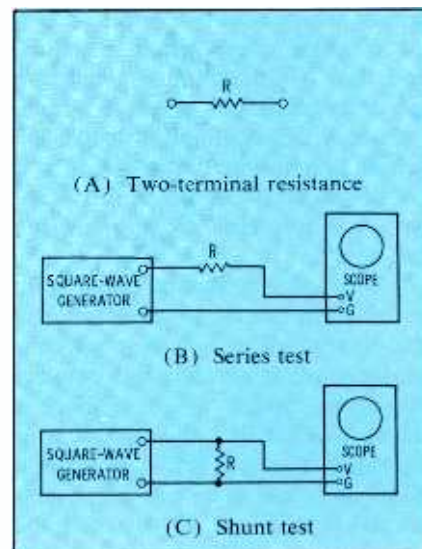 R
(A) Two-terminal resistance
R
SQUARE-WAVE
GENERATOR
SCOPE
V
G
(B) Series test
SQUARE-WAVE
GENERATOR
R
SCOPE
V
G
(C) Shunt test